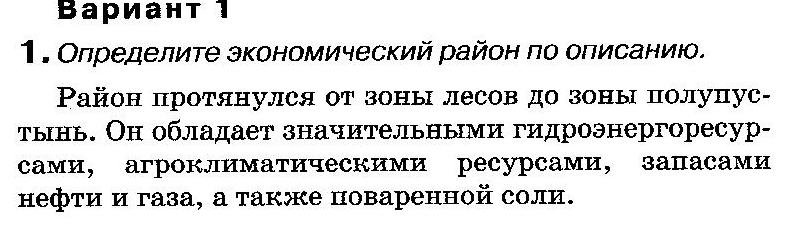 Вариант 1
1. Определите экономический район по описанию.
Район протянулся от зоны лесов до зоны полупус-
тынь. Он обладает значительными гидроэнергоресур-
сами, агроклиматическими ресурсами, запасами
нефти и газа, а также поваренной соли.